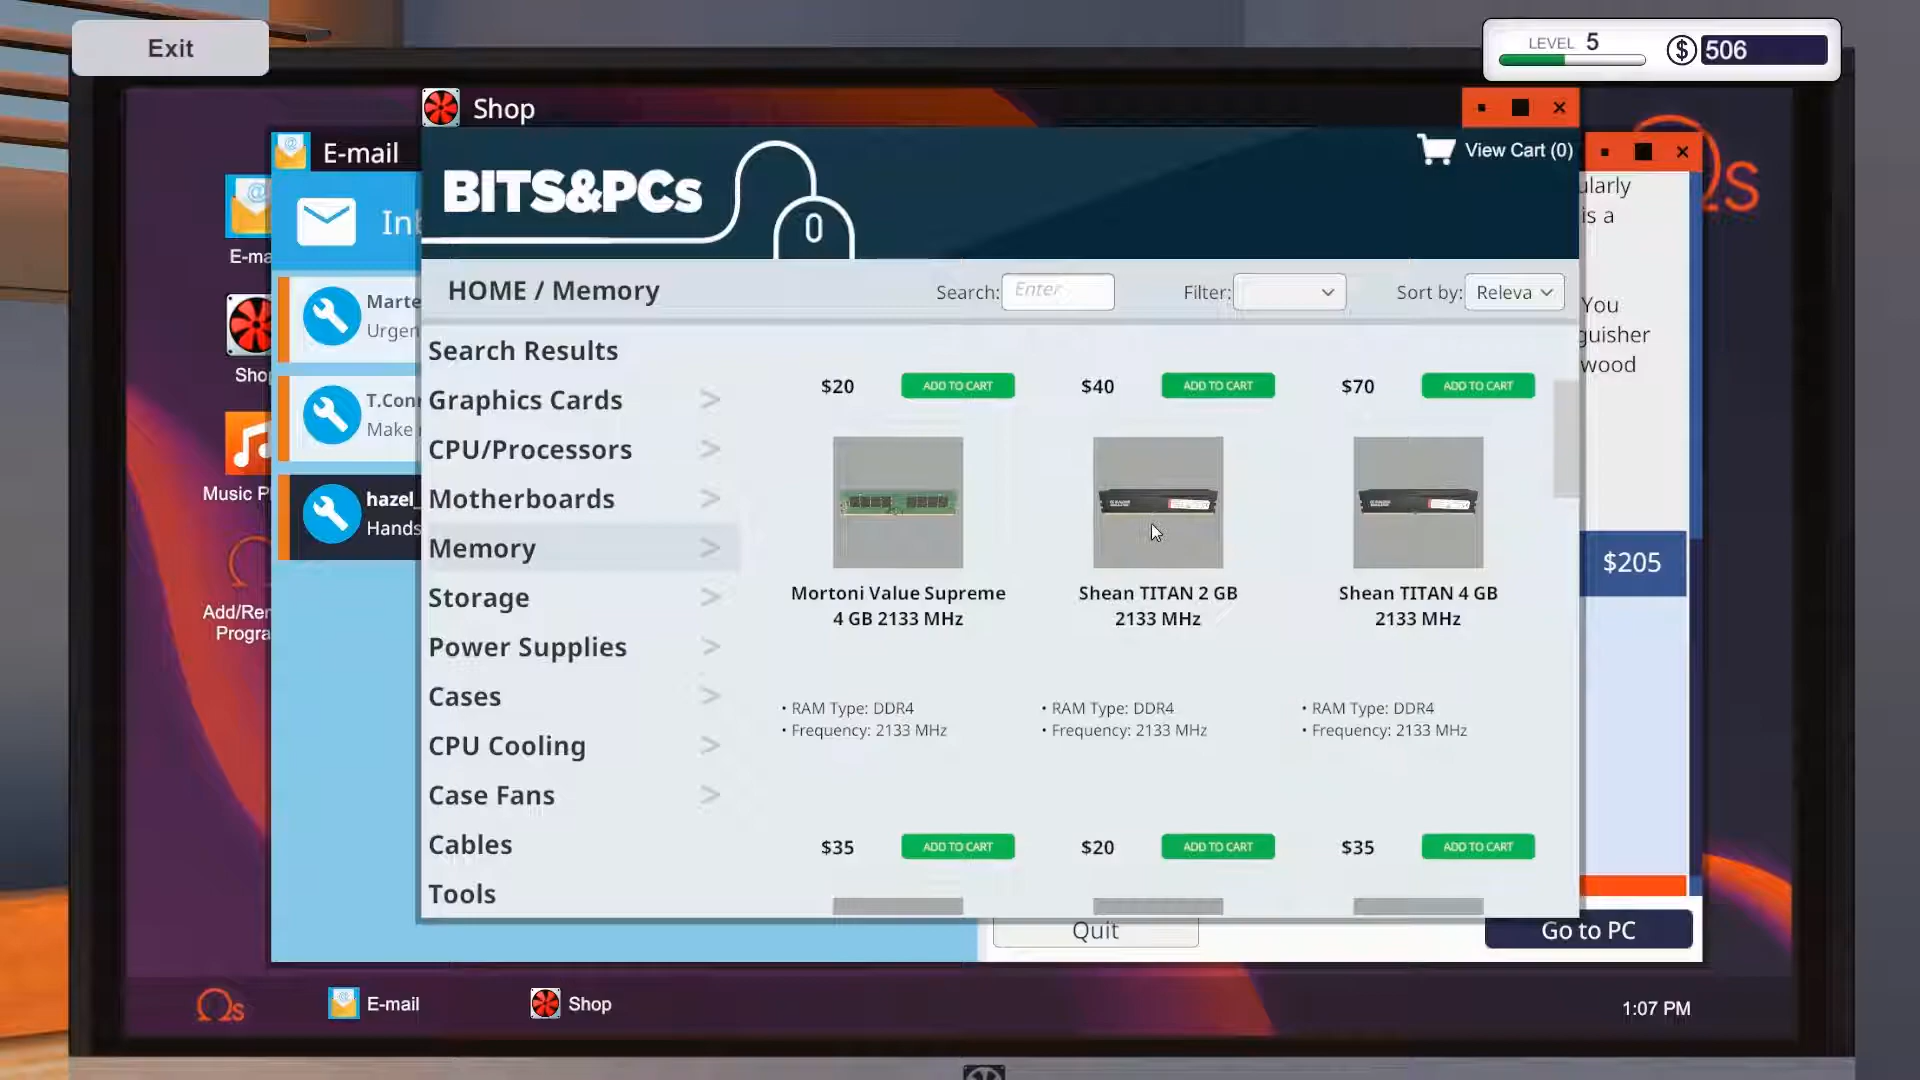 Exit
LEVEL 5
$ 506
Shop
View Cart (0)
E-mail
BITS&PCs
HOME / Memory
Search: Enter
Filter:
Sort by: Releva
Search Results
Graphics Cards >
CPU/Processors >
Motherboards >
Memory >
Storage >
Power Supplies >
Cases >
CPU Cooling >
Case Fans >
Cables
Tools
$20 ADD TO CART
$40 ADD TO CART
$70 ADD TO CART
Mortoni Value Supreme
4 GB 2133 MHz
• RAM Type: DDR4
• Frequency: 2133 MHz
$35 ADD TO CART
Shean TITAN 2 GB
2133 MHz
• RAM Type: DDR4
• Frequency: 2133 MHz
$20 ADD TO CART
Shean TITAN 4 GB
2133 MHz
• RAM Type: DDR4
• Frequency: 2133 MHz
$35 ADD TO CART
In
Marte
Urgen
T.Con
Make
hazel_
Hands
E-ma
Shop
Music P
Add/Re
Progra
ularly
is a
You
guisher
wood
$205
Quit
Go to PC
Ωs
Ωs
E-mail
Shop
1:07 PM